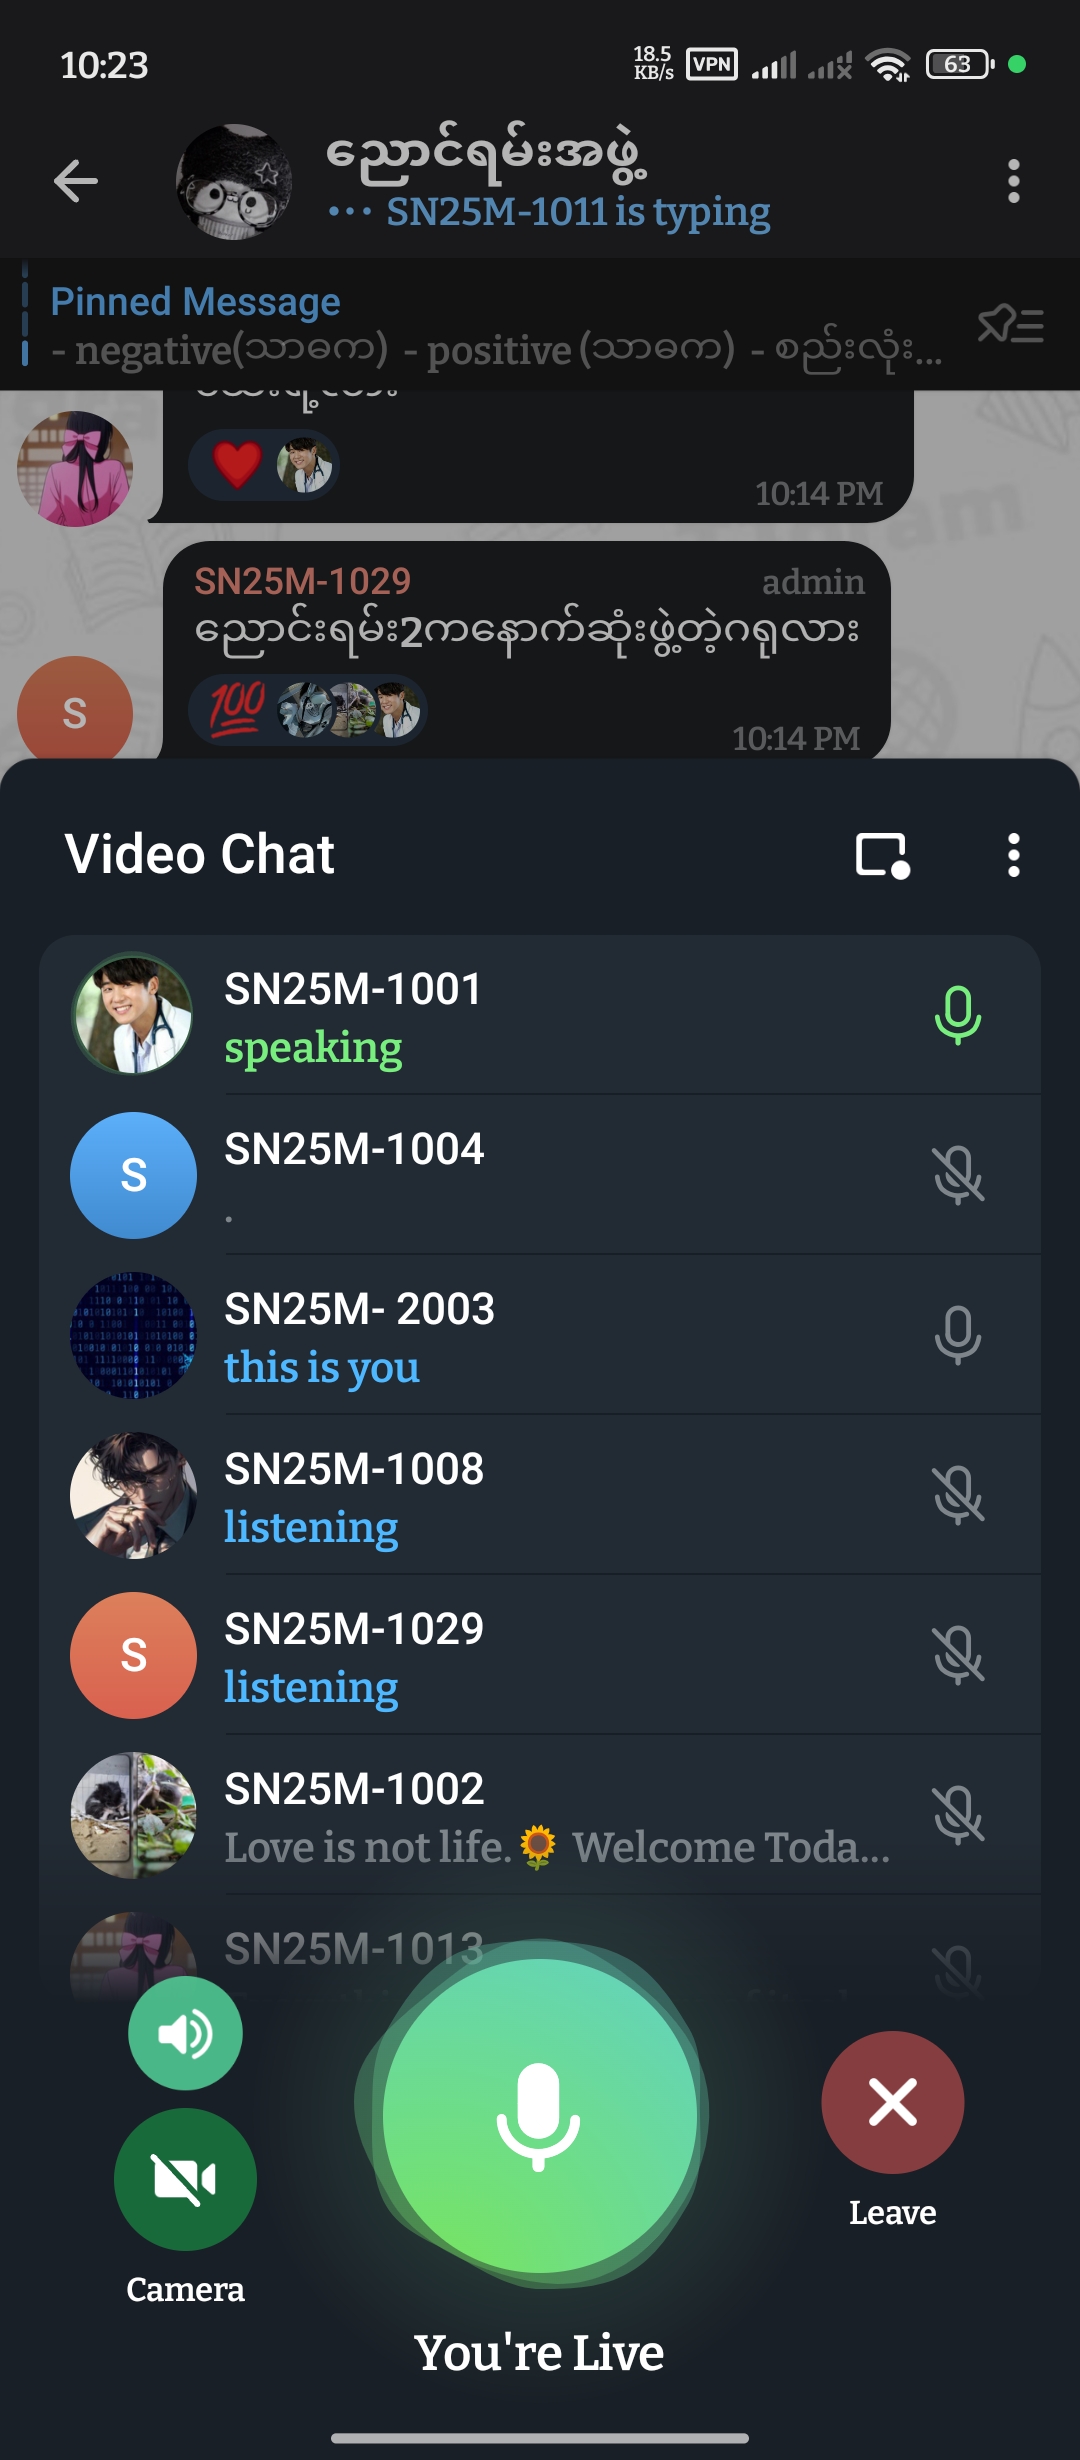 10:23
18.5
KB/s
VPN
63
ညောင်ရမ်းအဖွဲ့
SN25M-1011 is typing
Pinned Message
- negative(သာဓက) - positive (သာဓက) - စည်းလုံး...
10:14 PM
SN25M-1029
admin
ညောင်းရမ်း2ကနောက်ဆုံးဖွဲ့တဲ့ဂရုလား
S
10:14 PM
Video Chat
SN25M-1001
speaking
S
SN25M-1004
.
SN25M- 2003
this is you
SN25M-1008
listening
S
SN25M-1029
listening
SN25M-1002
Love is not life.🌻 Welcome Toda...
SN25M-1013
Leave
Camera
You're Live